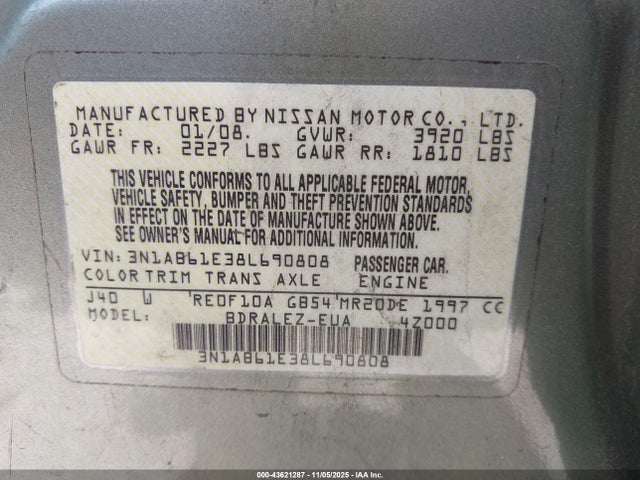 MANUFACTURED BY NISSAN MOTOR CO., LTD.
DATE: 01/08. GVWR: 3920 LBS
GAWR FR: 2227 LBS GAWR RR: 1810 LBS
THIS VEHICLE CONFORMS TO ALL APPLICABLE FEDERAL MOTOR
VEHICLE SAFETY, BUMPER AND THEFT PREVENTION STANDARDS
IN EFFECT ON THE DATE OF MANUFACTURE SHOWN ABOVE.
SEE OWNER'S MANUAL FOR ADDITIONAL INFORMATION.
VIN: 3N1AB61E38L690808 PASSENGER CAR.
COLOR TRIM TRANS AXLE ENGINE
J40 W RE0F10A GB54 MR20DE 1997 CC
MODEL: BDRALEZ-EUA 4Z000
3N1AB61E38L690808
000-43621287 - 11/05/2025 - IAA Inc.